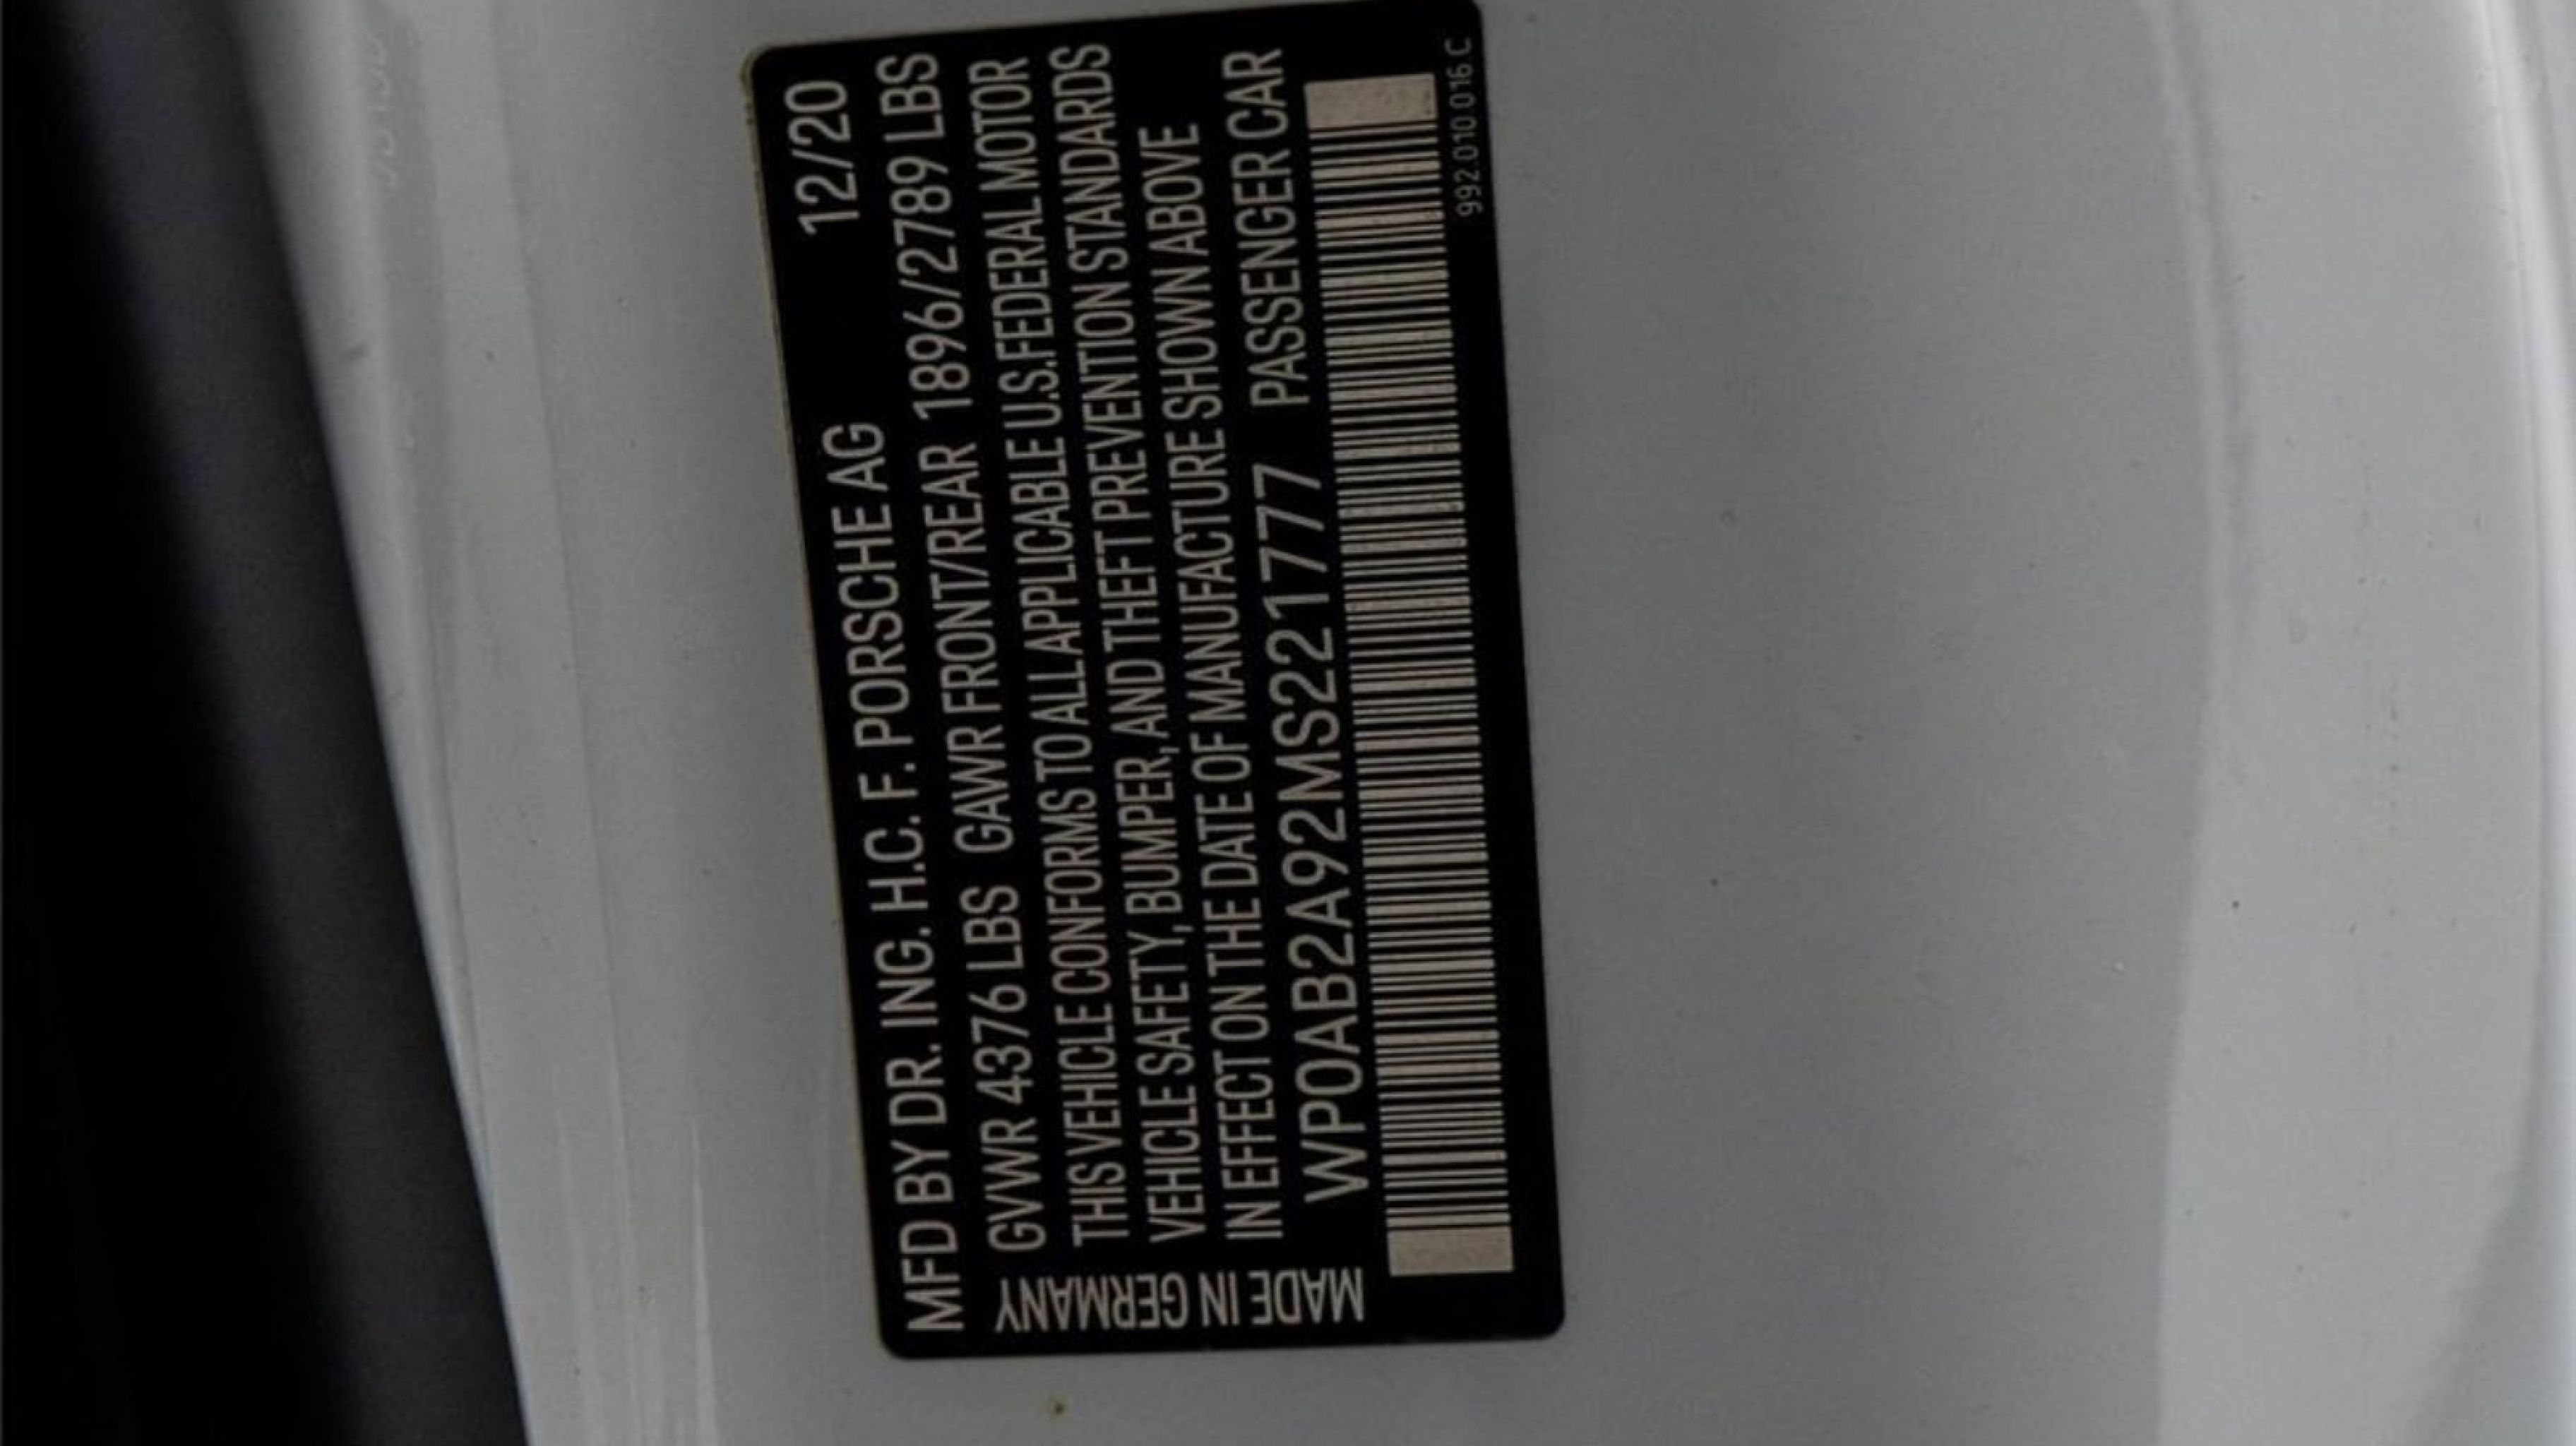 MFD BY DR. ING. H.C. F. PORSCHE AG 12/20
GVWR 4376 LBS GAWR FRONT/REAR 1896/2789 LBS
THIS VEHICLE CONFORMS TO ALL APPLICABLE U.S. FEDERAL MOTOR
VEHICLE SAFETY, BUMPER, AND THEFT PREVENTION STANDARDS
IN EFFECT ON THE DATE OF MANUFACTURE SHOWN ABOVE
WP0AB2A92MS221777 PASSENGER CAR
MADE IN GERMANY
992.010.016.C